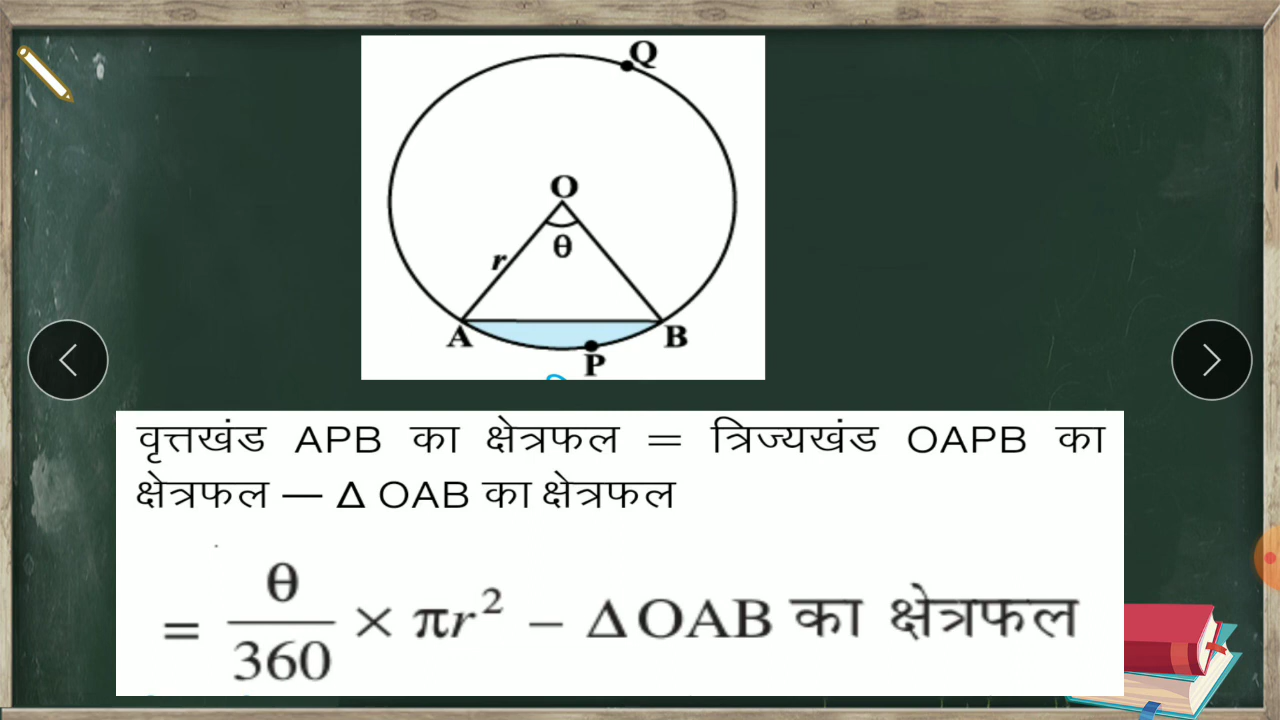 Q
O
θ
r
A B
P
वृत्तखंड APB का क्षेत्रफल = त्रिज्यखंड OAPB का
क्षेत्रफल — Δ OAB का क्षेत्रफल
= θ/360 × πr² – ΔOAB का क्षेत्रफल